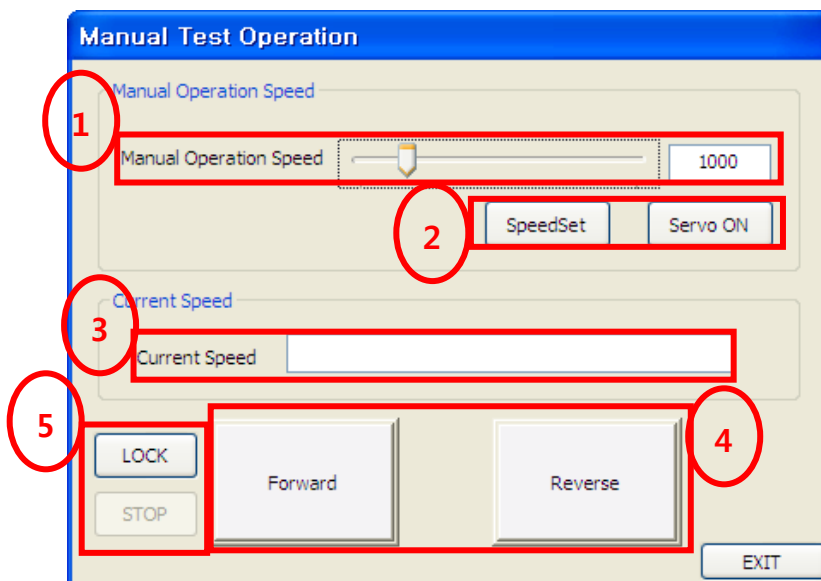 Manual Test Operation
Manual Operation Speed
1
Manual Operation Speed 1000
2
SpeedSet Servo ON
Current Speed
3
Current Speed
5
4
LOCK
Forward Reverse
STOP
EXIT